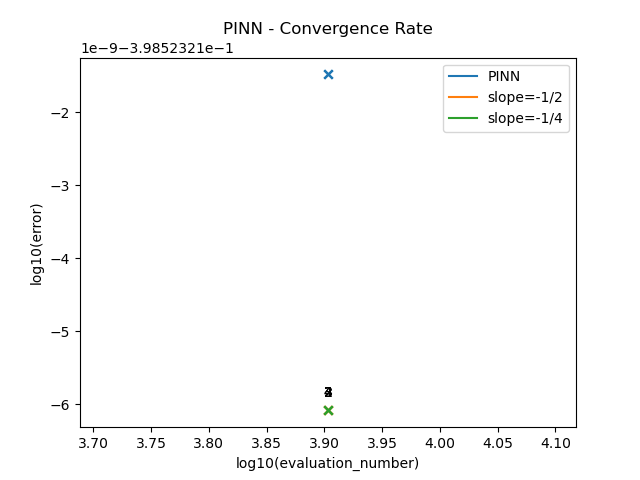 PINN - Convergence Rate
1e−9−3.9852321e−1
PINN
slope=-1/2
slope=-1/4
−2
−3
−4
−5
−6
log10(error)
3.70 3.75 3.80 3.85 3.90 3.95 4.00 4.05 4.10
log10(evaluation_number)